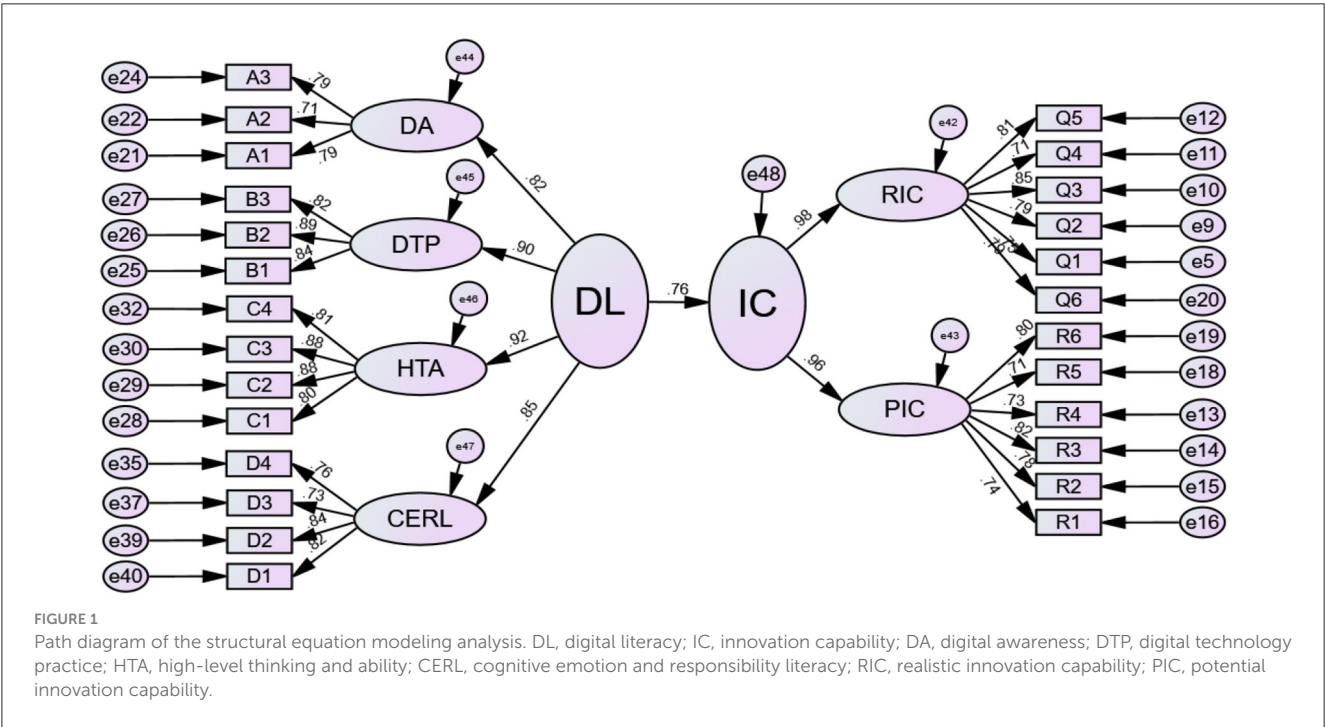 e24 A3 .79
e22 A2 .71
e21 A1 .79
DA
e44
e27 B3 .82
e26 B2 .89
e25 B1 .84
DTP
e45
e32 C4 .81
e30 C3 .88
e29 C2 .88
e28 C1 .80
HTA
e46
e35 D4 .76
e37 D3 .73
e39 D2 .84
e40 D1 .82
CERL
e47
.82
.90
.92
.85
DL
.76
IC
e48
.98
.96
RIC
e42
.81 Q5 e12
.71 Q4 e11
.85 Q3 e10
.79 Q2 e9
Q1 e5
Q6 e20
PIC
e43
.80 R6 e19
.71 R5 e18
.73 R4 e13
.82 R3 e14
.78 R2 e15
.74 R1 e16
FIGURE 1
Path diagram of the structural equation modeling analysis. DL, digital literacy; IC, innovation capability; DA, digital awareness; DTP, digital technology
practice; HTA, high-level thinking and ability; CERL, cognitive emotion and responsibility literacy; RIC, realistic innovation capability; PIC, potential
innovation capability.